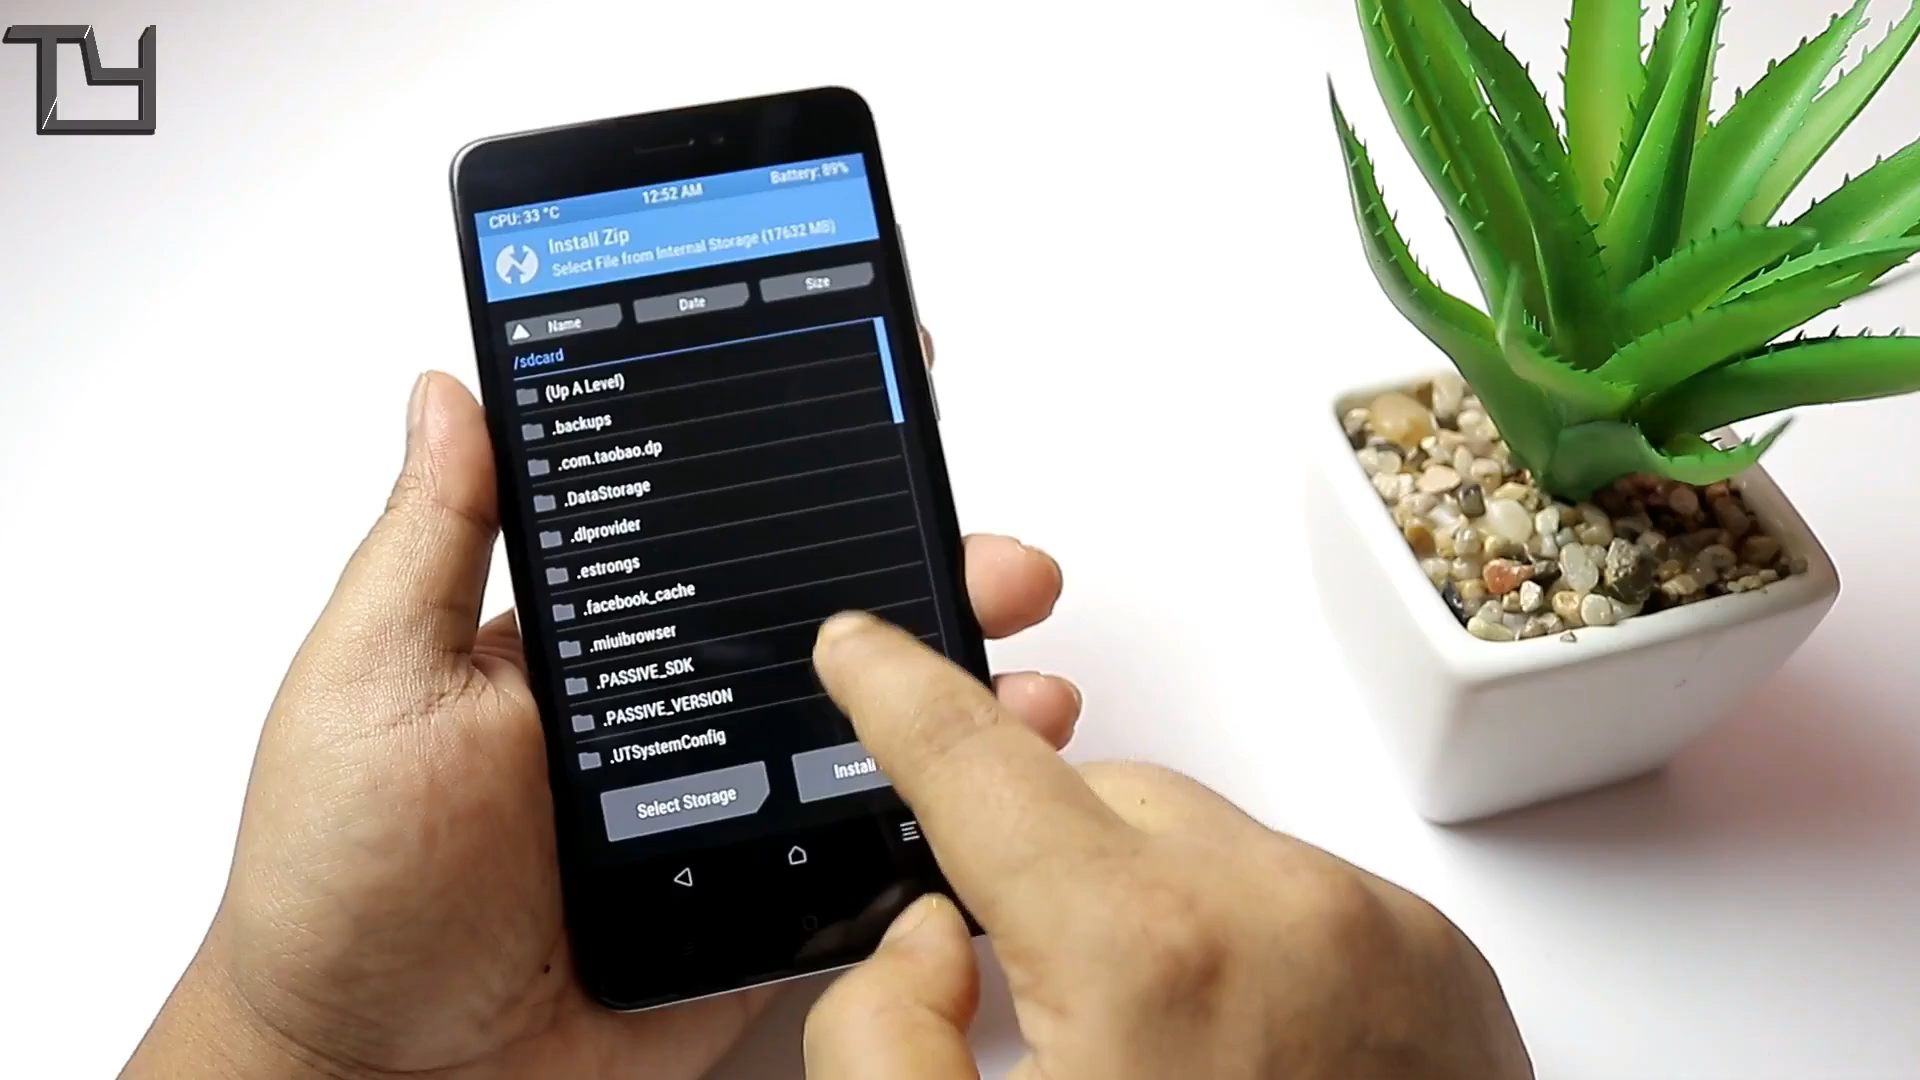 TY
CPU: 33 °C
12:52 AM
Battery: 89%
Install Zip
Select File from Internal Storage (17632 MB)
Name
Date
Size
/sdcard
(Up A Level)
.backups
.com.taobao.dp
.DataStorage
.dlprovider
.estrongs
.facebook_cache
.miuibrowser
.PASSIVE_SDK
.PASSIVE_VERSION
.UTSystemConfig
Select Storage
Install